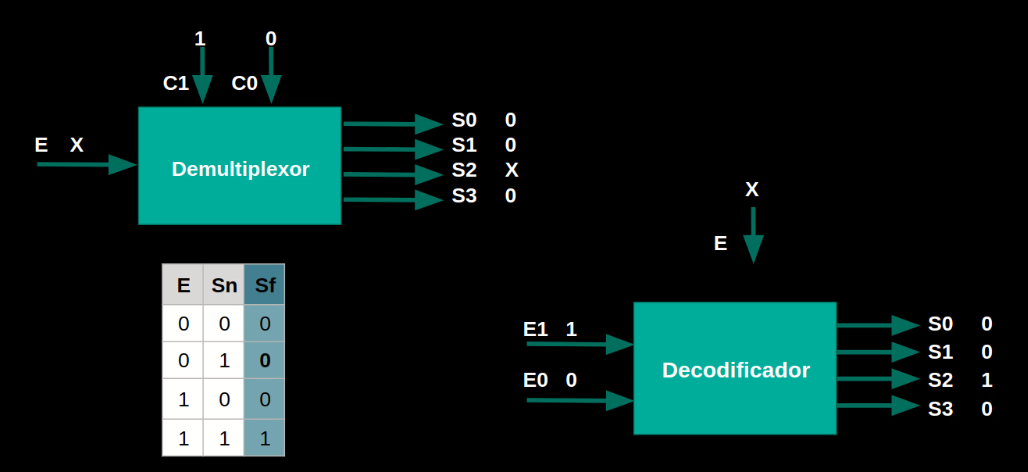 1 0
C1 C0
E X
Demultiplexor
S0 0
S1 0
S2 X
S3 0
E Sn Sf
0 0 0
0 1 0
1 0 0
1 1 1
X
E
E1 1
E0 0
Decodificador
S0 0
S1 0
S2 1
S3 0